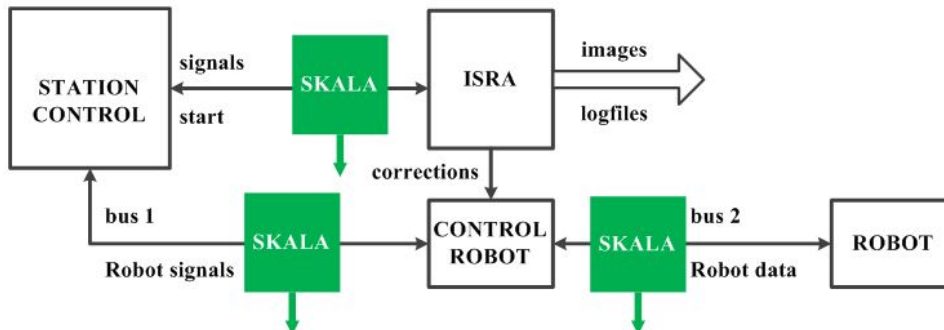 signals
images
STATION
CONTROL
SKALA
ISRA
start
logfiles
corrections
bus 1
bus 2
SKALA
CONTROL
ROBOT
SKALA
ROBOT
Robot signals
Robot data